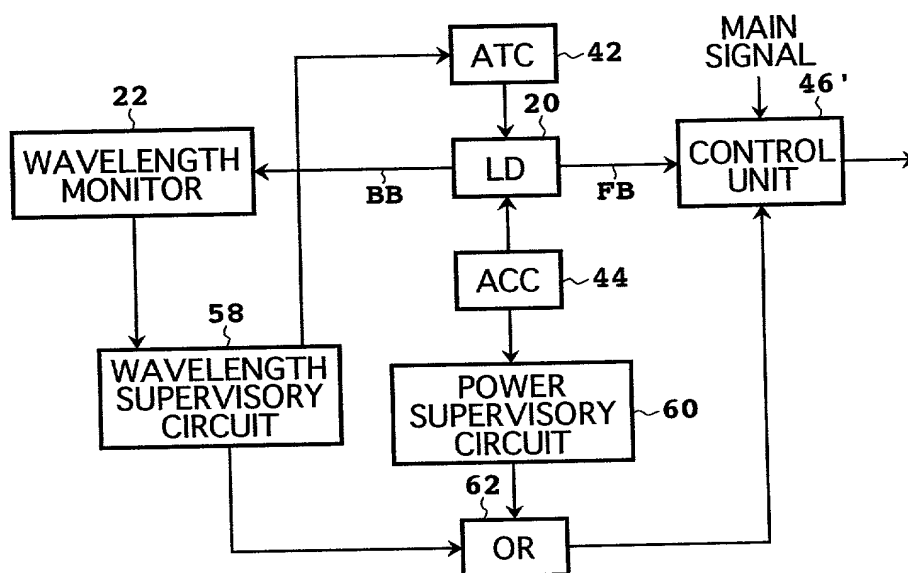 MAIN
SIGNAL
ATC
42
46'
22
20
WAVELENGTH
MONITOR
LD
CONTROL
UNIT
BB
FB
ACC
44
58
WAVELENGTH
SUPERVISORY
CIRCUIT
POWER
SUPERVISORY
CIRCUIT
60
62
OR